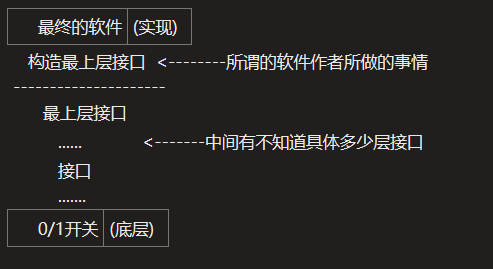 最终的软件 (实现)
构造最上层接口 <--------所谓的软件作者所做的事情
---------------------
最上层接口
...... <-------中间有不知道具体多少层接口
接口
.......
0/1开关 (底层)